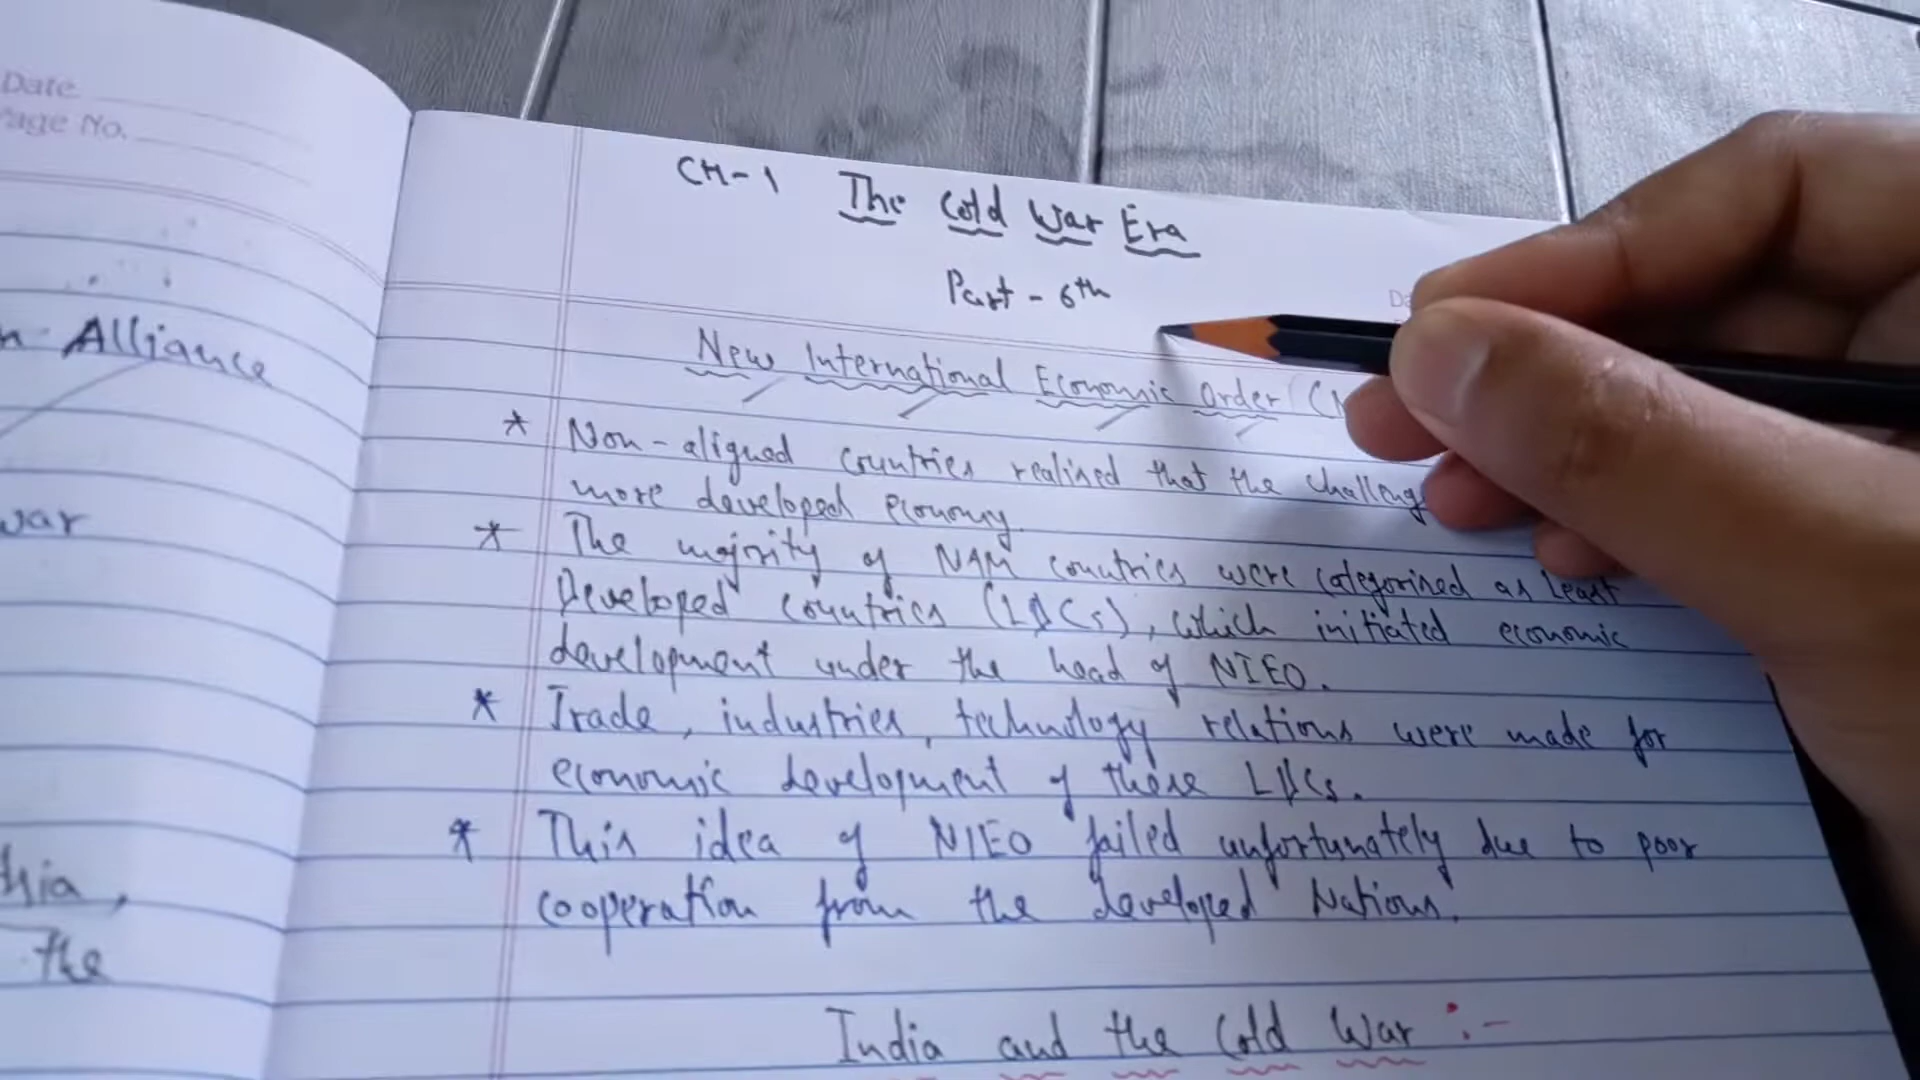 Date
Page No.
n Alliance
war
hia,
the
CH-1 The Cold War Era
Part - 6th
New International Economic Order (N
* Non-aligned countries realised that the challeng
more developed economy.
* The majority of NAM countries were categorised as Least
Developed countries (LDCs), which initiated economic
development under the head of NIEO.
* Trade, industries, technology relations were made for
economic development of these LDCs.
* This idea of NIEO failed unfortunately due to poor
cooperation from the developed Nations.
India and the Cold War :-